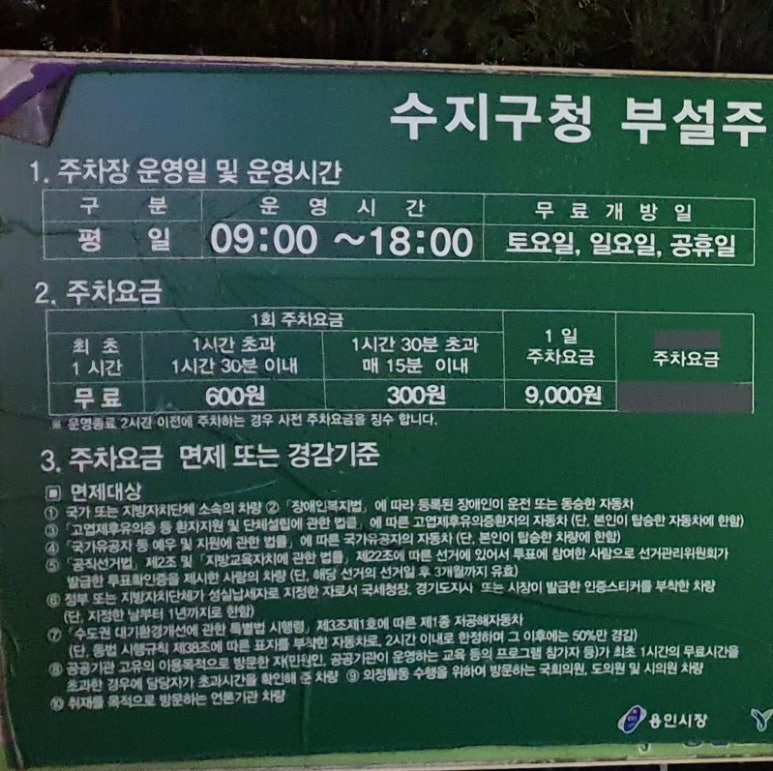 수지구청 부설주
1. 주차장 운영일 및 운영시간
구 분 운 영 시 간 무 료 개 방 일
평 일 09:00 ~18:00 토요일, 일요일, 공휴일
2. 주차요금
1회 주차요금 1 일 주차요금 주차요금
최 초 1 시간 1시간 초과 1시간 30분 이내 1시간 30분 초과 매 15분 이내
무 료 600원 300원 9,000원
※ 운영종료 2시간 이전에 주차하는 경우 사전 주차요금을 징수 합니다.
3. 주차요금 면제 또는 경감기준
▣ 면제대상
① 국가 또는 지방자치단체 소속의 차량 ② 「장애인복지법」에 따라 등록된 장애인이 운전 또는 동승한 자동차
③ 「고엽제후유의증 등 환자지원 및 단체설립에 관한 법률」에 따른 고엽제후유의증환자의 자동차 (단, 본인이 탑승한 자동차에 한함)
④ 「국가유공자 등 예우 및 지원에 관한 법률」에 따른 국가유공자의 자동차 (단, 본인이 탑승한 차량에 한함)
⑤ 「공직선거법」 제2조 및 「지방교육자치에 관한 법률」 제22조에 따른 선거에 있어서 투표에 참여한 사람으로 선거관리위원회가
발급한 투표확인증을 제시한 사람의 차량 (단, 해당 선거의 선거일 후 3개월까지 유효)
⑥ 정부 또는 지방자치단체가 성실납세자로 지정한 자로서 국세청장, 경기도지사 또는 시장이 발급한 인증스티커를 부착한 차량
(단, 지정한 날부터 1년까지로 한함)
⑦ 「수도권 대기환경개선에 관한 특별법 시행령」 제3조제1호에 따른 제1종 저공해자동차
(단, 동법 시행규칙 제38조에 따른 표지를 부착한 자동차로, 2시간 이내로 한정하며 그 이후에는 50%만 경감)
⑧ 공공기관 고유의 이용목적으로 방문한 자(민원인, 공공기관이 운영하는 교육 등의 프로그램 참가자 등)가 최초 1시간의 무료시간을
초과한 경우에 담당자가 초과시간을 확인해 준 차량 ⑨ 의정활동 수행을 위하여 방문하는 국회의원, 도의원 및 시의원 차량
⑩ 취재를 목적으로 방문하는 언론기관 차량
용인시장